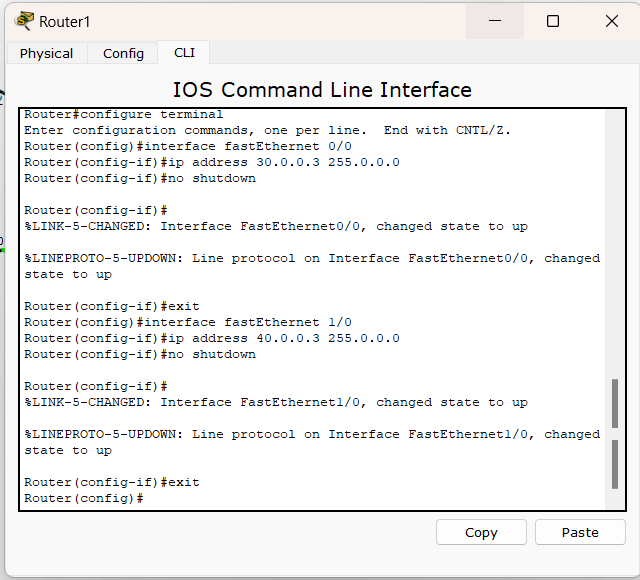 Router1
Physical Config CLI
IOS Command Line Interface
Router#configure terminal
Enter configuration commands, one per line.  End with CNTL/Z.
Router(config)#interface fastEthernet 0/0
Router(config-if)#ip address 30.0.0.3 255.0.0.0
Router(config-if)#no shutdown
Router(config-if)#
%LINK-5-CHANGED: Interface FastEthernet0/0, changed state to up
%LINEPROTO-5-UPDOWN: Line protocol on Interface FastEthernet0/0, changed
state to up
Router(config-if)#exit
Router(config)#interface fastEthernet 1/0
Router(config-if)#ip address 40.0.0.3 255.0.0.0
Router(config-if)#no shutdown
Router(config-if)#
%LINK-5-CHANGED: Interface FastEthernet1/0, changed state to up
%LINEPROTO-5-UPDOWN: Line protocol on Interface FastEthernet1/0, changed
state to up
Router(config-if)#exit
Router(config)#
Copy Paste